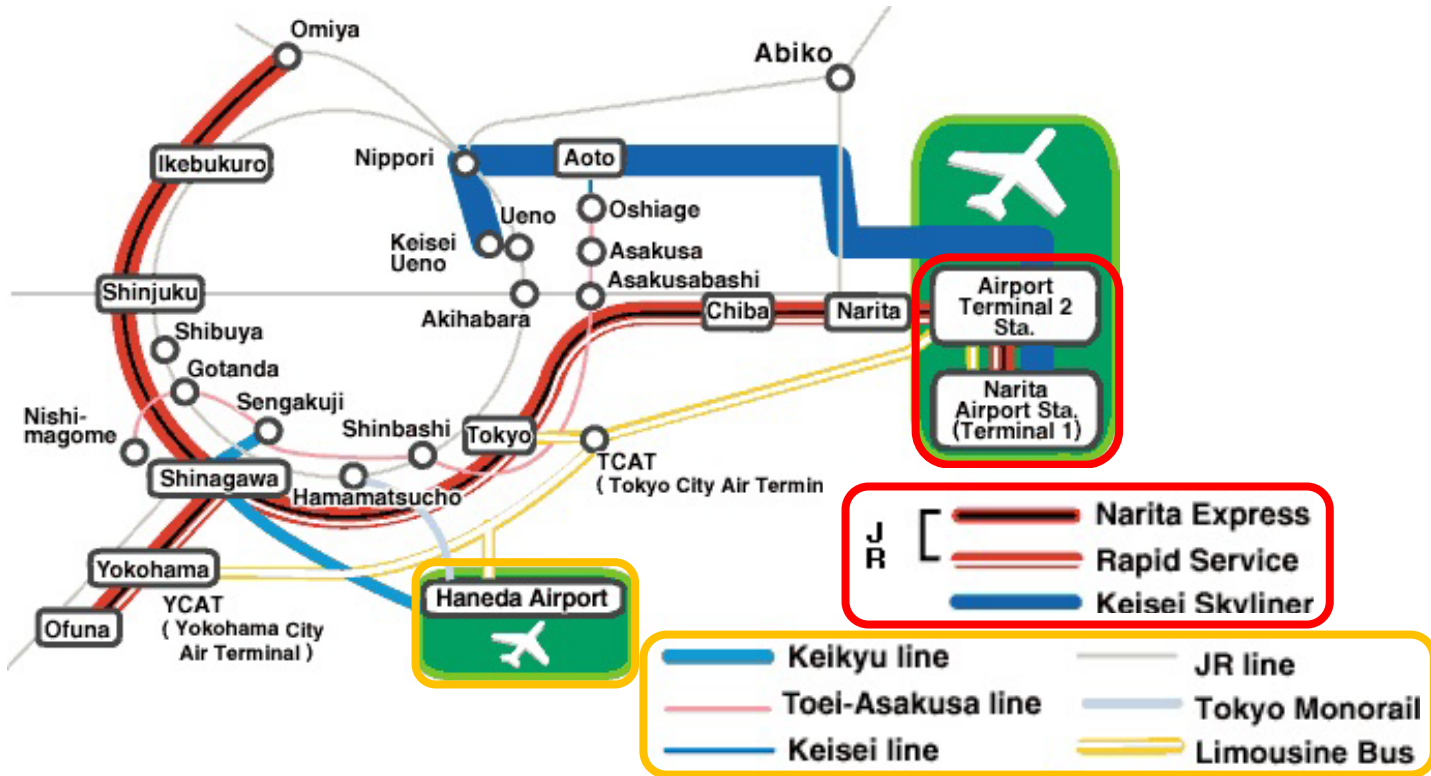 Omiya
Abiko
Ikebukuro
Nippori
Aoto
Ueno
Oshiage
Keisei
Ueno
Asakusa
Asakusabashi
Shinjuku
Akihabara
Chiba
Narita
Airport
Terminal 2
Sta.
Shibuya
Gotanda
Narita
Airport Sta.
(Terminal 1)
Nishi-
magome
Sengakuji
Shinbashi
Tokyo
TCAT
( Tokyo City Air Termin
Shinagawa
Hamamatsucho
Yokohama
YCAT
( Yokohama City
Air Terminal )
Ofuna
Haneda Airport
J
R
Narita Express
Rapid Service
Keisei Skyliner
Keikyu line
JR line
Toei-Asakusa line
Tokyo Monorail
Keisei line
Limousine Bus